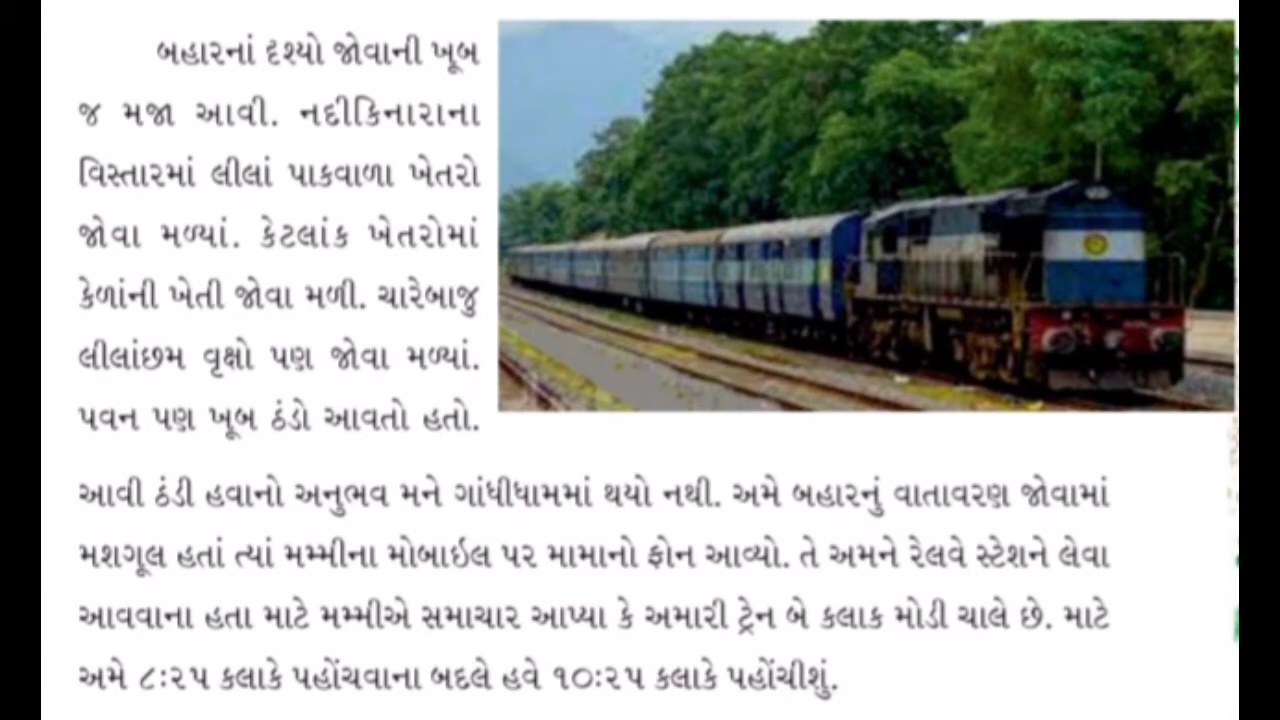 બહારનાં દૃશ્યો જોવાની ખૂબ
જ મજા આવી. નદીકિનારાના
વિસ્તારમાં લીલાં પાકવાળા ખેતરો
જોવા મળ્યાં. કેટલાંક ખેતરોમાં
કેળાંની ખેતી જોવા મળી. ચારેબાજુ
લીલાંછમ વૃક્ષો પણ જોવા મળ્યાં.
પવન પણ ખૂબ ઠંડો આવતો હતો.
આવી ઠંડી હવાનો અનુભવ મને ગાંધીધામમાં થયો નથી. અમે બહારનું વાતાવરણ જોવામાં
મશગૂલ હતાં ત્યાં મમ્મીના મોબાઇલ પર મામાનો ફોન આવ્યો. તે અમને રેલવે સ્ટેશને લેવા
આવવાના હતા માટે મમ્મીએ સમાચાર આપ્યા કે અમારી ટ્રેન બે કલાક મોડી ચાલે છે. માટે
અમે ૮:૨૫ કલાકે પહોંચવાના બદલે હવે ૧૦:૨૫ કલાકે પહોંચીશું.